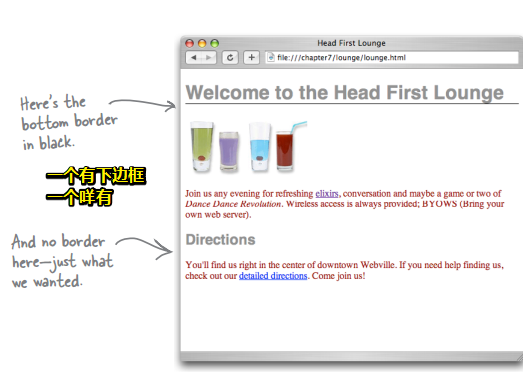 Head First Lounge
file:///chapter7/lounge/lounge.html
Welcome to the Head First Lounge
Here's the
bottom border
in black.
一个有下边框
一个咩有
Join us any evening for refreshing elixirs, conversation and maybe a game or two of
Dance Dance Revolution. Wireless access is always provided; BYOWS (Bring your
own web server).
And no border
here—just what
we wanted.
Directions
You'll find us right in the center of downtown Webville. If you need help finding us,
check out our detailed directions. Come join us!